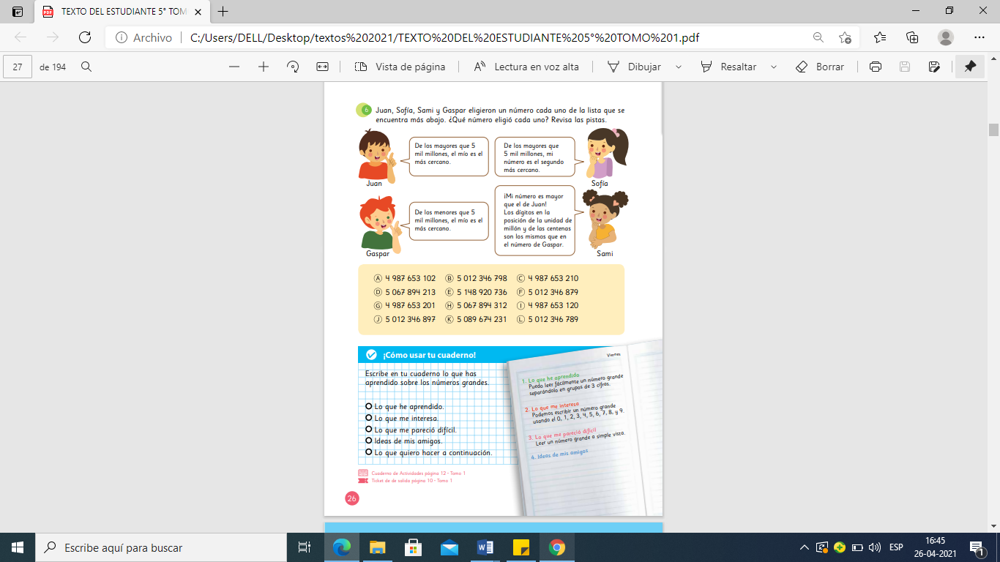 TEXTO DEL ESTUDIANTE 5° TOM
Archivo
C:/Users/DELL/Desktop/textos%202021/TEXTO%20DEL%20ESTUDIANTE%205°%20TOMO%201.pdf
27 de 194
Vista de página
Lectura en voz alta
Dibujar
Resaltar
Borrar
6 Juan, Sofía, Sami y Gaspar eligieron un número cada uno de la lista que se
encuentra más abajo. ¿Qué número eligió cada uno? Revisa las pistas.
De los mayores que 5
mil millones, el mío es el
más cercano.
Juan
De los mayores que
5 mil millones, mi
número es el segundo
más cercano.
Sofía
De los menores que 5
mil millones, el mío es el
más cercano.
Gaspar
¡Mi número es mayor
que el de Juan!
Los dígitos en la
posición de la unidad de
millón y de las centenas
son los mismos que en
el número de Gaspar.
Sami
A 4 987 653 102 B 5 012 346 798 C 4 987 653 210
D 5 067 894 213 E 5 148 920 736 F 5 012 346 879
G 4 987 653 201 H 5 067 894 312 I 4 987 653 120
J 5 012 346 897 K 5 089 674 231 L 5 012 346 789
¡Cómo usar tu cuaderno!
Escribe en tu cuaderno lo que has
aprendido sobre los números grandes.
Lo que he aprendido.
Lo que me interesa.
Lo que me pareció difícil.
Ideas de mis amigos.
Lo que quiero hacer a continuación.
Viernes
1. Lo que he aprendido
Puedo leer fácilmente un número grande
separándolo en grupos de 3 cifras.
2. Lo que me interesa
Podemos escribir un número grande
usando el 0, 1, 2, 3, 4, 5, 6, 7, 8, y 9.
3. Lo que me pareció difícil
Leer un número grande a simple vista.
4. Ideas de mis amigos
Cuaderno de Actividades página 12 • Tomo 1
Ticket de de salida página 10 • Tomo 1
26
Escribe aquí para buscar
ESP
16:45
26-04-2021
1